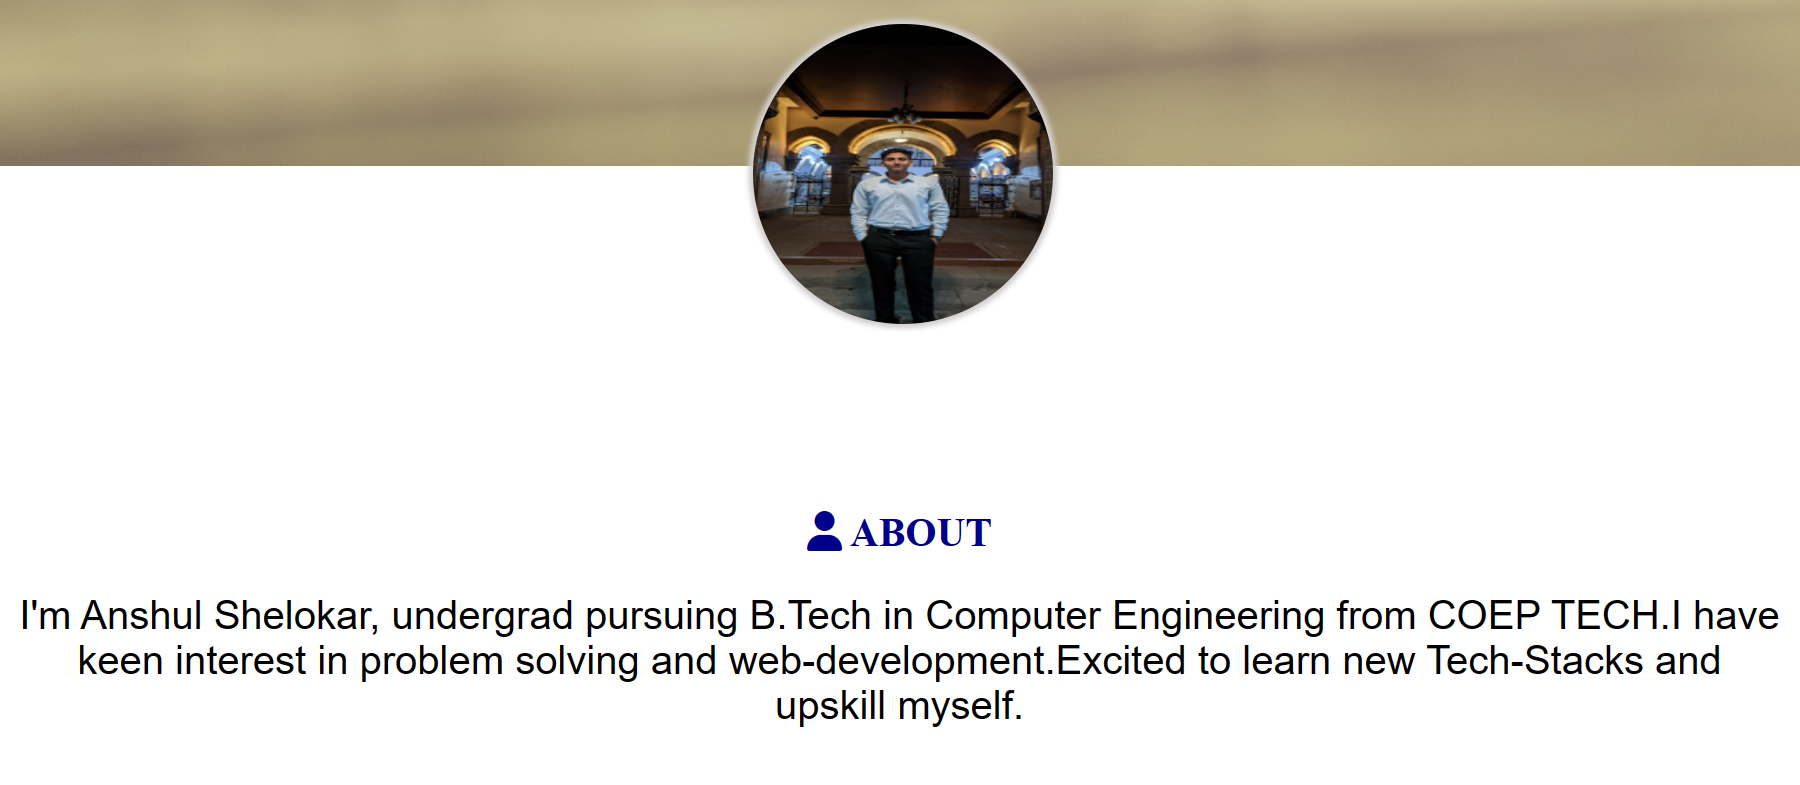 ABOUT
I'm Anshul Shelokar, undergrad pursuing B.Tech in Computer Engineering from COEP TECH.I have
keen interest in problem solving and web-development.Excited to learn new Tech-Stacks and
upskill myself.